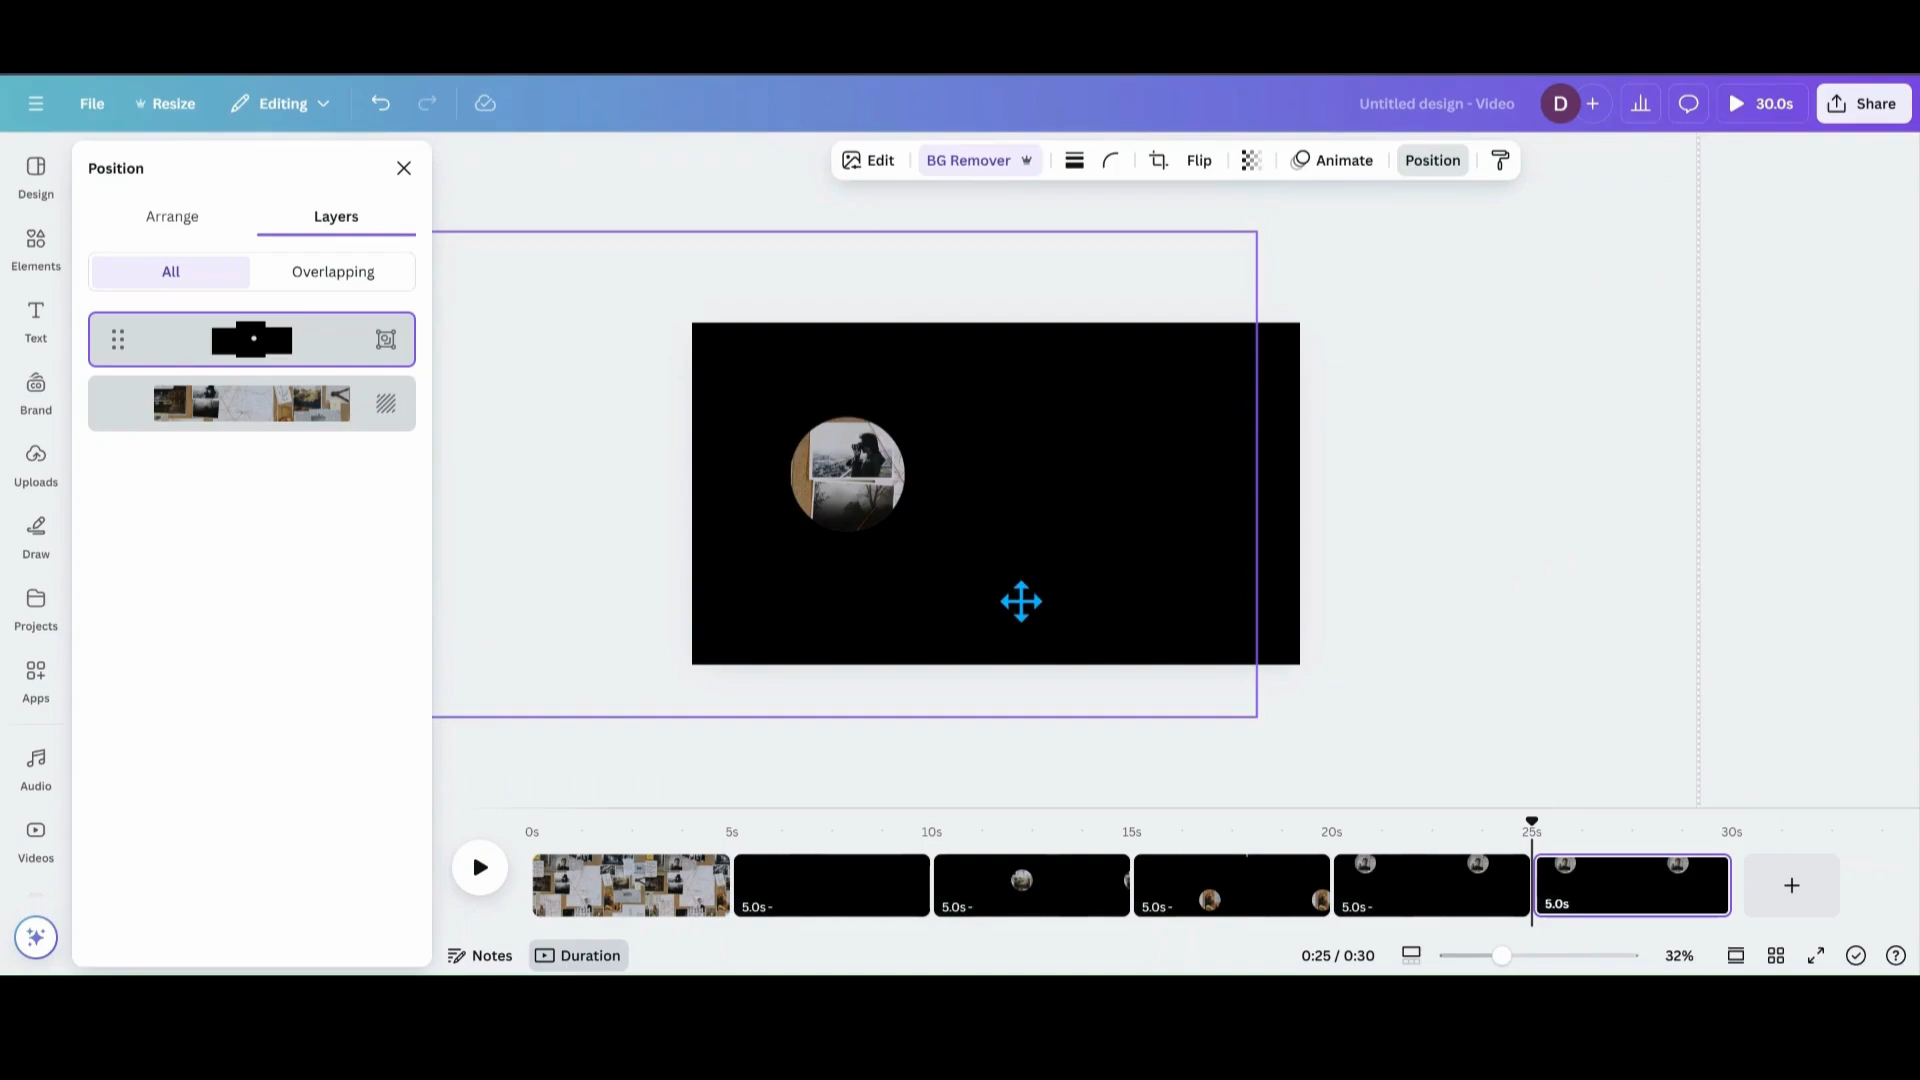 File
Resize
Editing
Untitled design - Video
D
30.0s
Share
Design
Elements
Text
Brand
Uploads
Draw
Projects
Apps
Audio
Videos
Position
Arrange
Layers
All
Overlapping
Edit
BG Remover
Flip
Animate
Position
0s
5s
10s
15s
20s
25s
30s
5.0s-
5.0s-
5.0s-
5.0s-
5.0s
Notes
Duration
0:25 / 0:30
32%